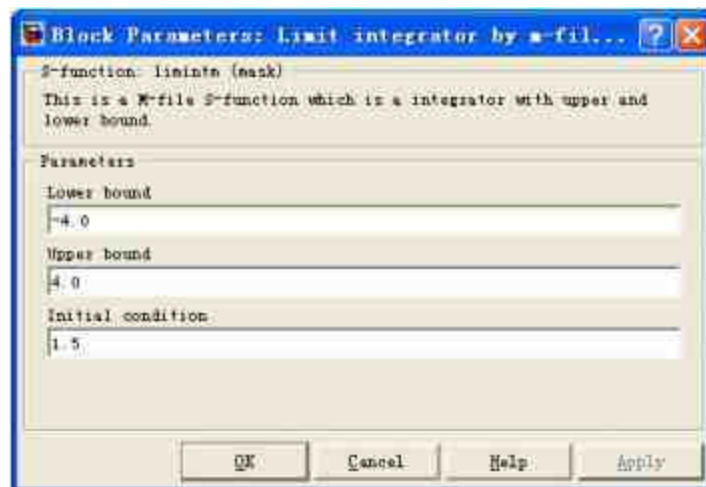 Block Parameters: Limit integrator by m-fil...
S-function: limintm (mask)
This is a M-file S-function which is a integrator with upper and
lower bound.
Parameters
Lower bound
-4.0
Upper bound
4.0
Initial condition
1.5
OK Cancel Help Apply